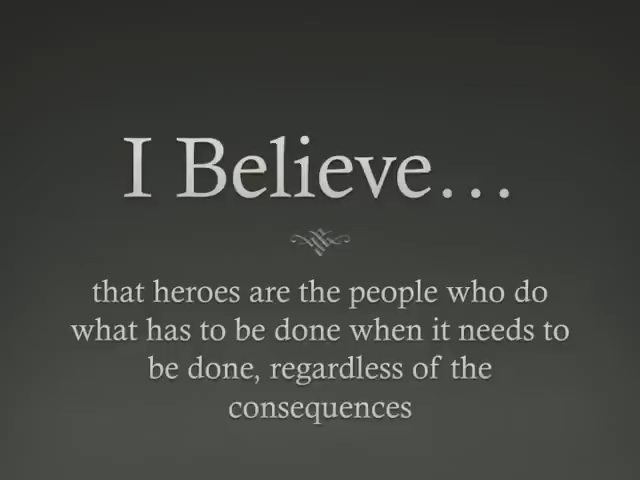 I Believe…
that heroes are the people who do
what has to be done when it needs to
be done, regardless of the
consequences